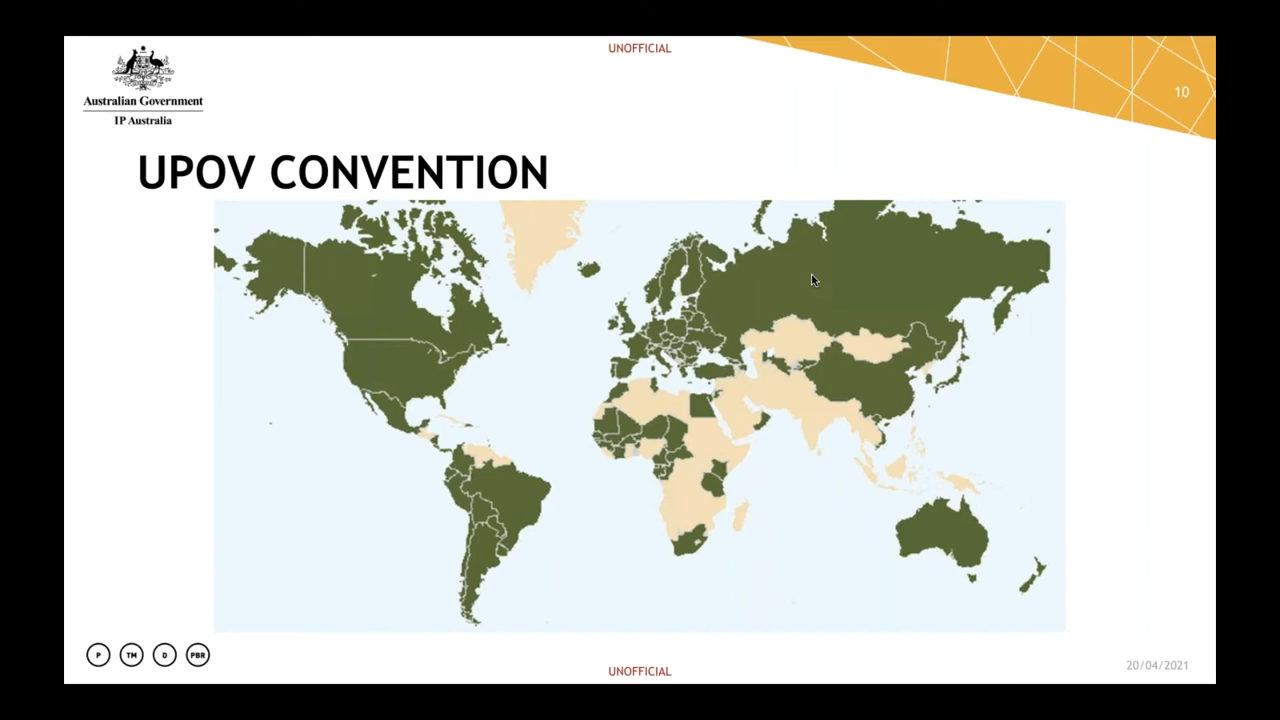 UNOFFICIAL
10
Australian Government
IP Australia
UPOV CONVENTION
P TM D PBR
UNOFFICIAL
20/04/2021